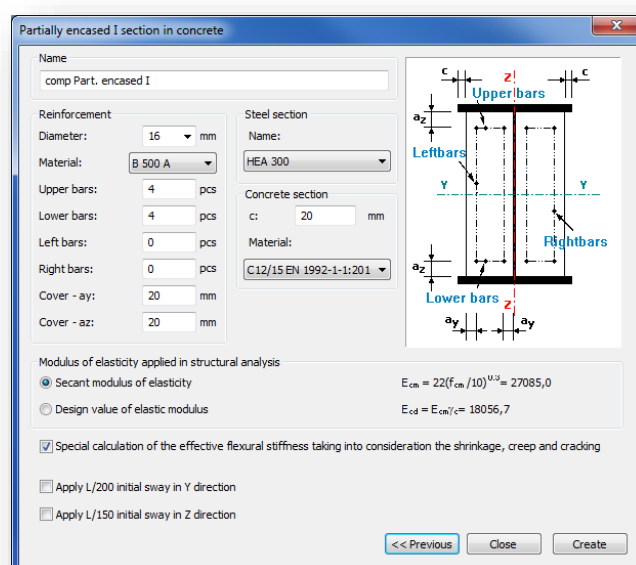 Partially encased I section in concrete
x
Name
comp Part. encased I
Reinforcement
Diameter: 16 mm
Material: B 500 A
Upper bars: 4 pcs
Lower bars: 4 pcs
Left bars: 0 pcs
Right bars: 0 pcs
Cover - ay: 20 mm
Cover - az: 20 mm
Steel section
Name:
HEA 300
Concrete section
c: 20 mm
Material:
C12/15 EN 1992-1-1:201
c Z c
Upper bars
az
Leftbars
Y Y
Rightbars
az
Lower bars
Z
ay ay
Modulus of elasticity applied in structural analysis
Secant modulus of elasticity Ecm = 22(fcm/10)^0.3 = 27085,0
Design value of elastic modulus Ecd = Ecmγc = 18056,7
Special calculation of the effective flexural stiffness taking into consideration the shrinkage, creep and cracking
Apply L/200 initial sway in Y direction
Apply L/150 initial sway in Z direction
<< Previous Close Create